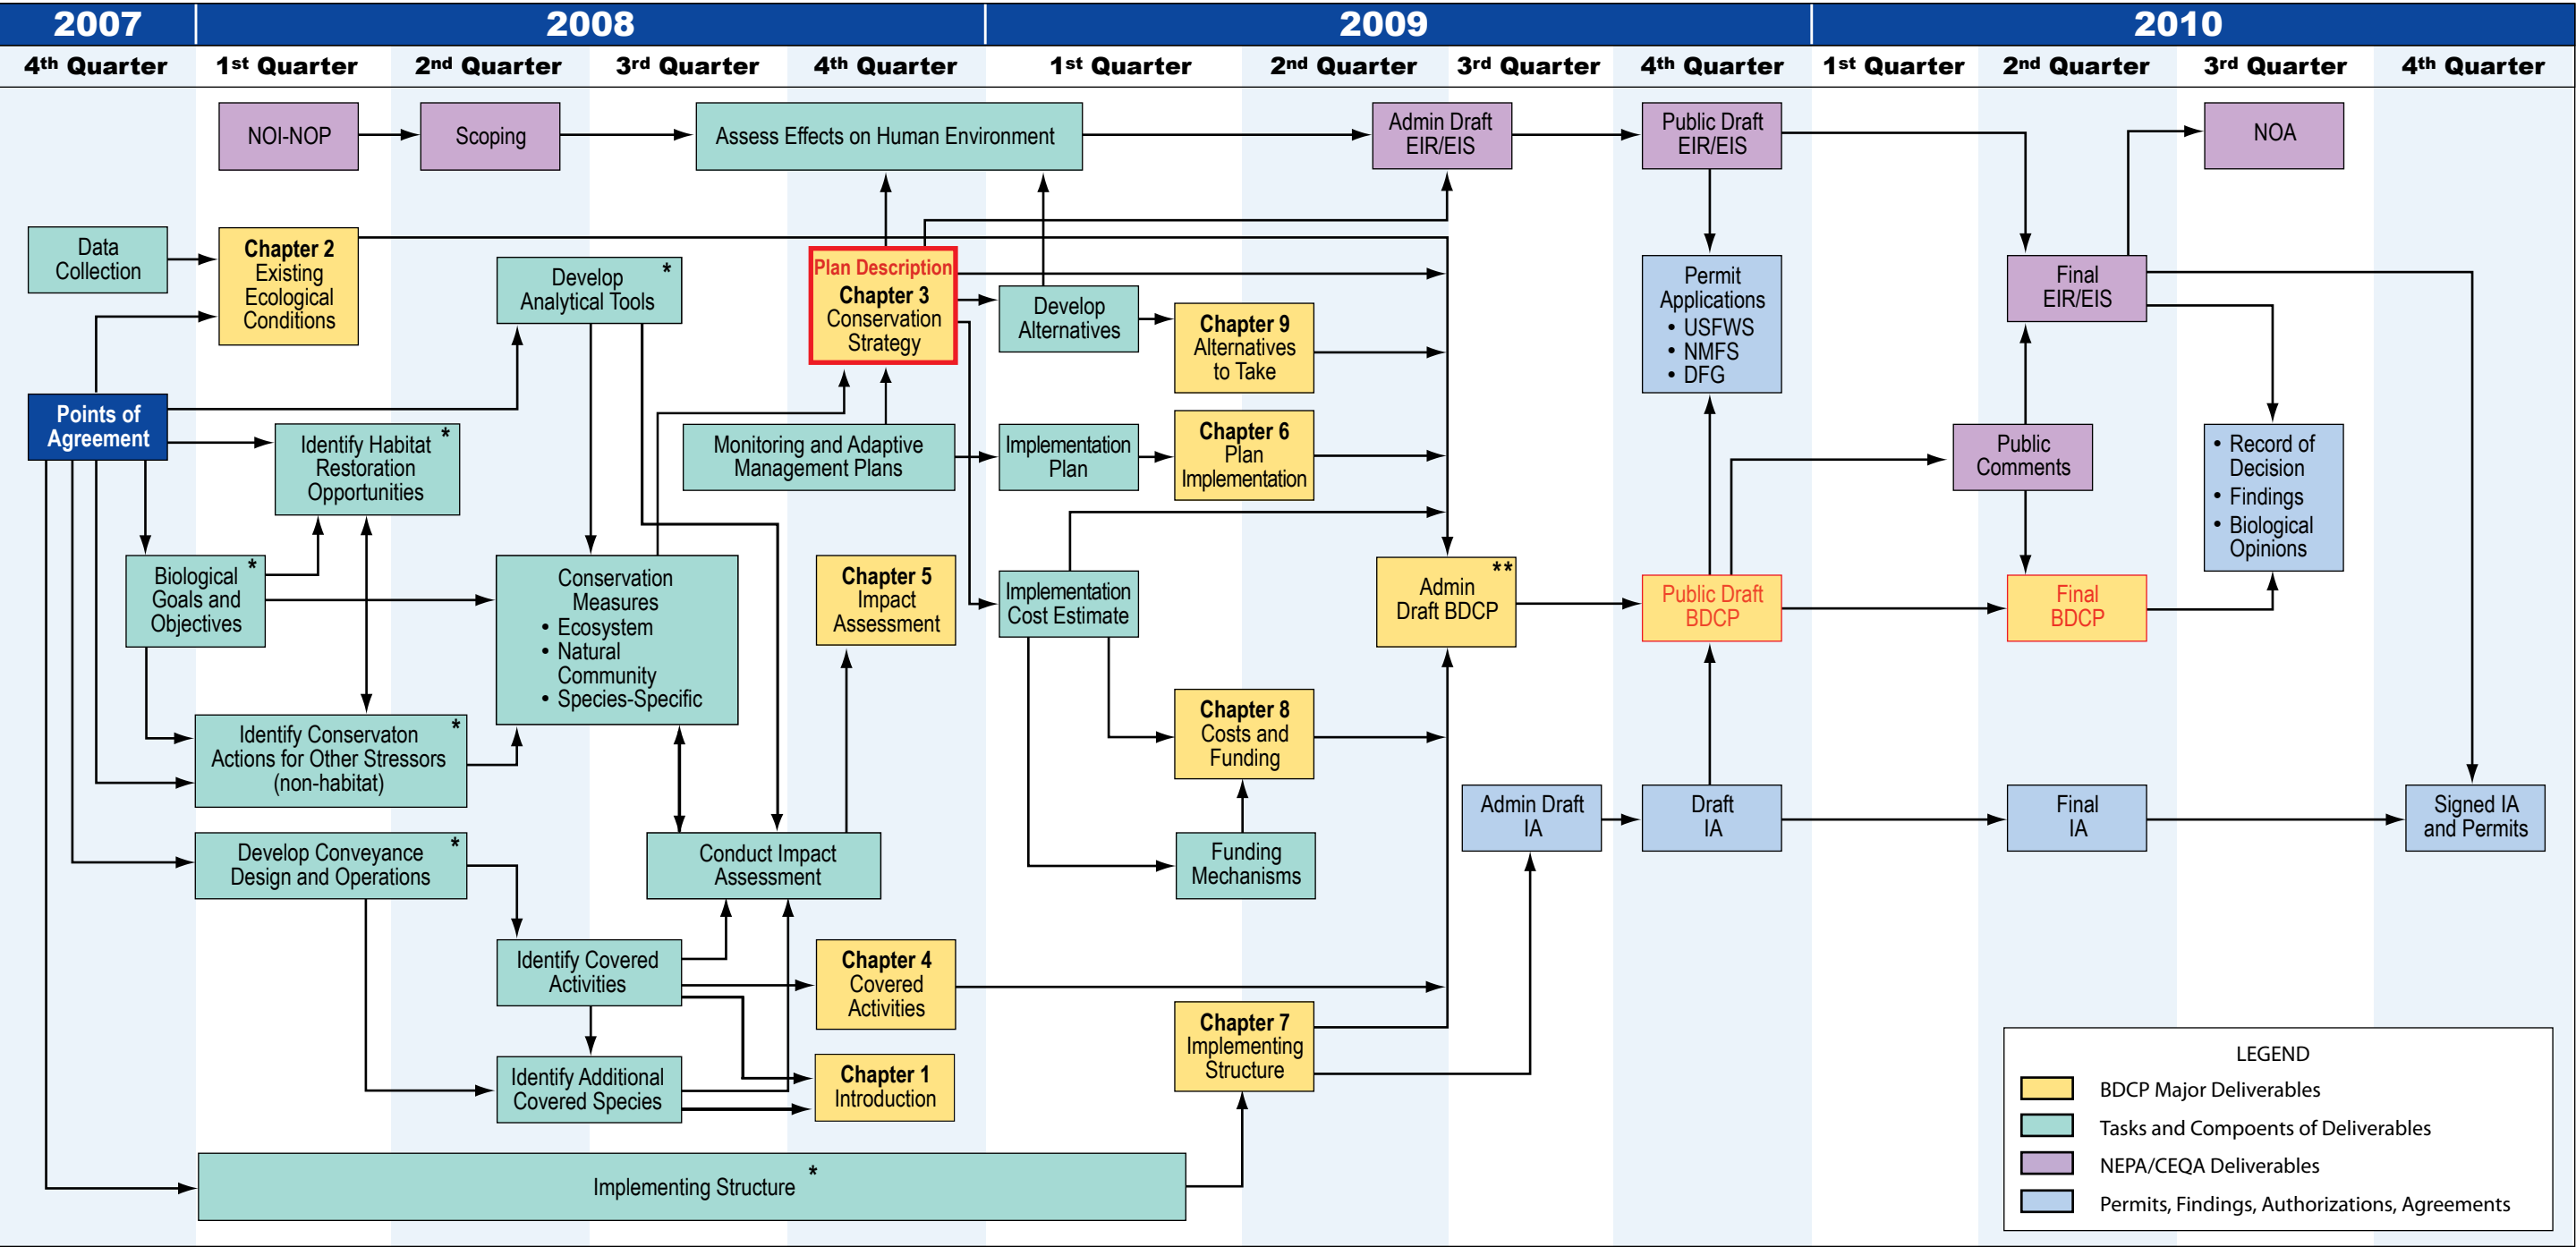 2007
2008
2009
2010
4th Quarter
1st Quarter
2nd Quarter
3rd Quarter
4th Quarter
1st Quarter
2nd Quarter
3rd Quarter
4th Quarter
1st Quarter
2nd Quarter
3rd Quarter
4th Quarter
NOI-NOP
Scoping
Assess Effects on Human Environment
Admin Draft
EIR/EIS
Public Draft
EIR/EIS
NOA
Data
Collection
Chapter 2
Existing
Ecological
Conditions
Develop *
Analytical Tools
Plan Description
Chapter 3
Conservation
Strategy
Develop
Alternatives
Chapter 9
Alternatives
to Take
Permit
Applications
• USFWS
• NMFS
• DFG
Final
EIR/EIS
Points of
Agreement
Identify Habitat *
Restoration
Opportunities
Monitoring and Adaptive
Management Plans
Implementation
Plan
Chapter 6
Plan
Implementation
Public
Comments
• Record of
Decision
• Findings
• Biological
Opinions
Biological *
Goals and
Objectives
Conservation
Measures
• Ecosystem
• Natural
Community
• Species-Specific
Chapter 5
Impact
Assessment
Implementation
Cost Estimate
**
Admin
Draft BDCP
Public Draft
BDCP
Final
BDCP
Identify Conservaton *
Actions for Other Stressors
(non-habitat)
Chapter 8
Costs and
Funding
Admin Draft
IA
Draft
IA
Final
IA
Signed IA
and Permits
Develop Conveyance *
Design and Operations
Conduct Impact
Assessment
Funding
Mechanisms
Identify Covered
Activities
Chapter 4
Covered
Activities
Chapter 7
Implementing
Structure
Identify Additional
Covered Species
Chapter 1
Introduction
Implementing Structure *
LEGEND
BDCP Major Deliverables
Tasks and Compoents of Deliverables
NEPA/CEQA Deliverables
Permits, Findings, Authorizations, Agreements